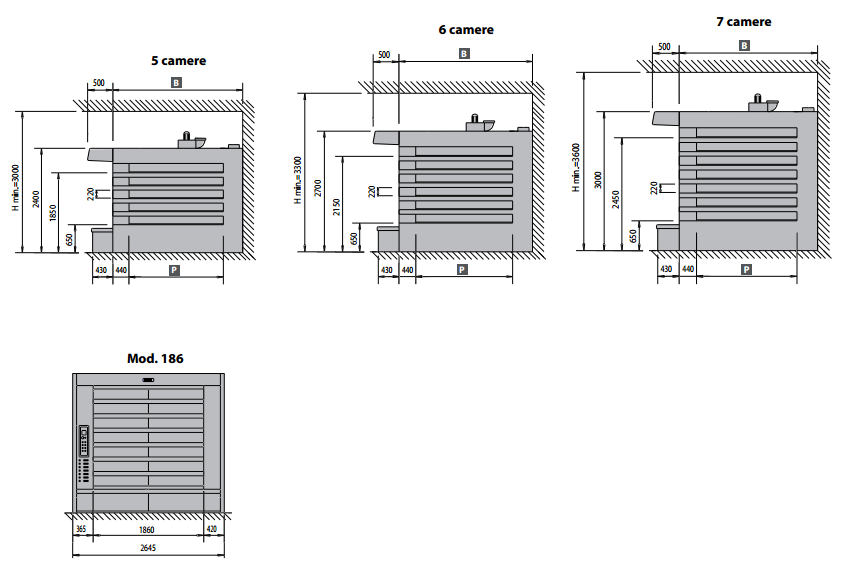 5 camere
500
B
H min.=3000
2400
1850
220
650
430
440
P
6 camere
500
B
H min.=3300
2700
2150
220
650
430
440
P
7 camere
500
B
H min.=3600
3000
2450
220
650
430
440
P
Mod. 186
365
1860
420
2645